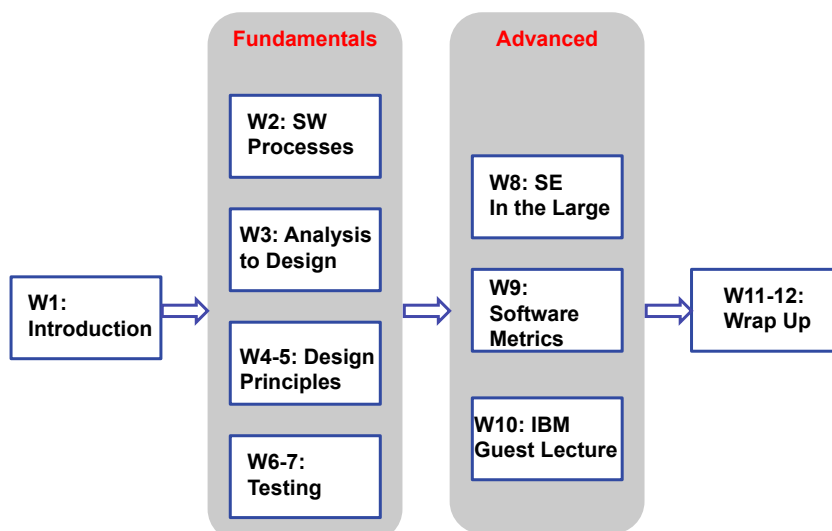 Fundamentals
Advanced
W1:
Introduction
W2: SW
Processes
W3: Analysis
to Design
W4-5: Design
Principles
W6-7:
Testing
W8: SE
In the Large
W9:
Software
Metrics
W10: IBM
Guest Lecture
W11-12:
Wrap Up